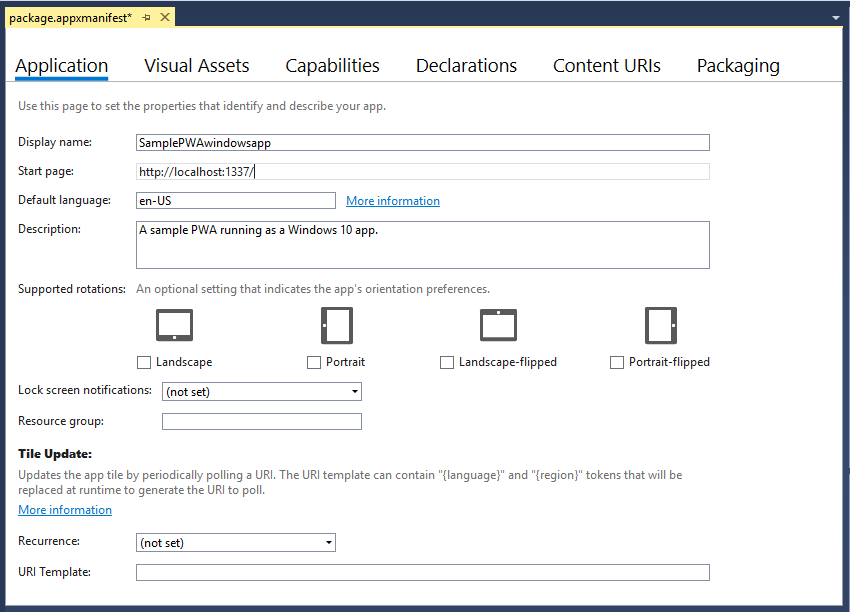 package.appxmanifest*
Application Visual Assets Capabilities Declarations Content URIs Packaging
Use this page to set the properties that identify and describe your app.
Display name: SamplePWAwindowsapp
Start page: http://localhost:1337/
Default language: en-US More information
Description: A sample PWA running as a Windows 10 app.
Supported rotations: An optional setting that indicates the app's orientation preferences.
Landscape Portrait Landscape-flipped Portrait-flipped
Lock screen notifications: (not set)
Resource group:
Tile Update:
Updates the app tile by periodically polling a URI. The URI template can contain "{language}" and "{region}" tokens that will be
replaced at runtime to generate the URI to poll.
More information
Recurrence: (not set)
URI Template: